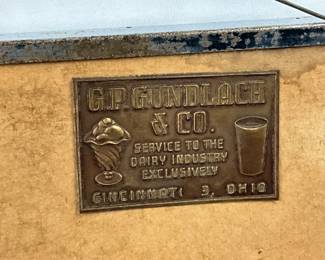 G.P. GUNDLACH
& CO.
SERVICE TO THE
DAIRY INDUSTRY
EXCLUSIVELY
CINCINNATI 3, OHIO